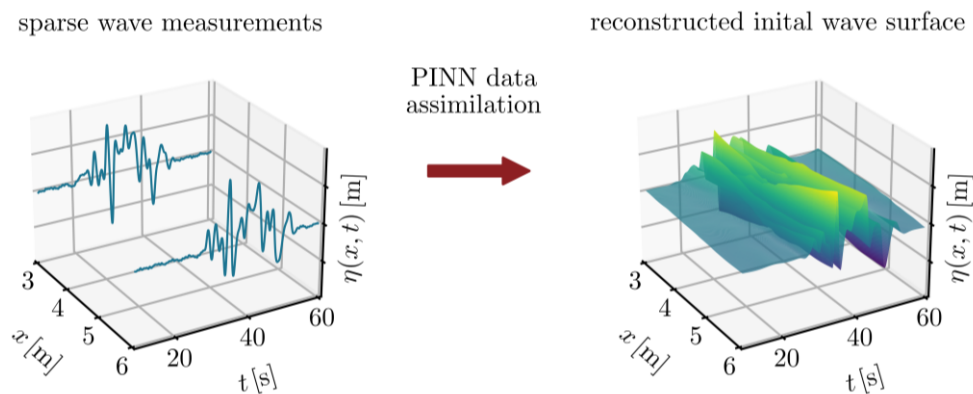 sparse wave measurements
reconstructed inital wave surface
PINN data
assimilation
η(x, t) [m]
3
4
5
6
x [m]
20
40
60
t [s]
η(x, t) [m]
3
4
5
6
x [m]
20
40
60
t [s]